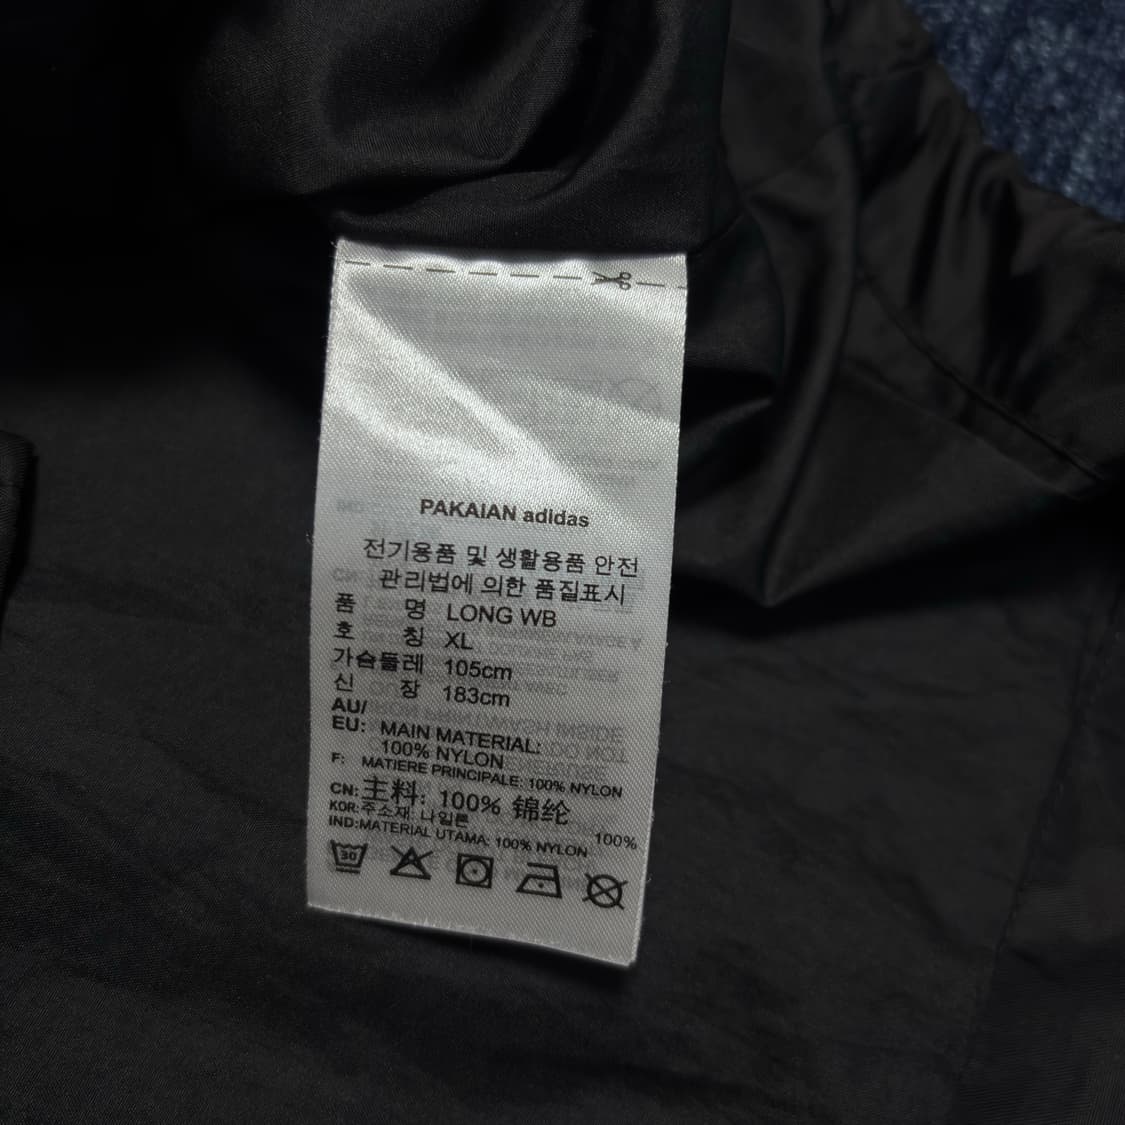 PAKAIAN adidas
전기용품 및 생활용품 안전
관리법에 의한 품질표시
품 명 LONG WB
호 칭 XL
가슴둘레 105cm
신 장 183cm
AU/
EU: MAIN MATERIAL:
100% NYLON
F: MATIERE PRINCIPALE: 100% NYLON
CN: 主料: 100% 锦纶
KOR: 주소재: 나일론 100%
IND: MATERIAL UTAMA: 100% NYLON
30